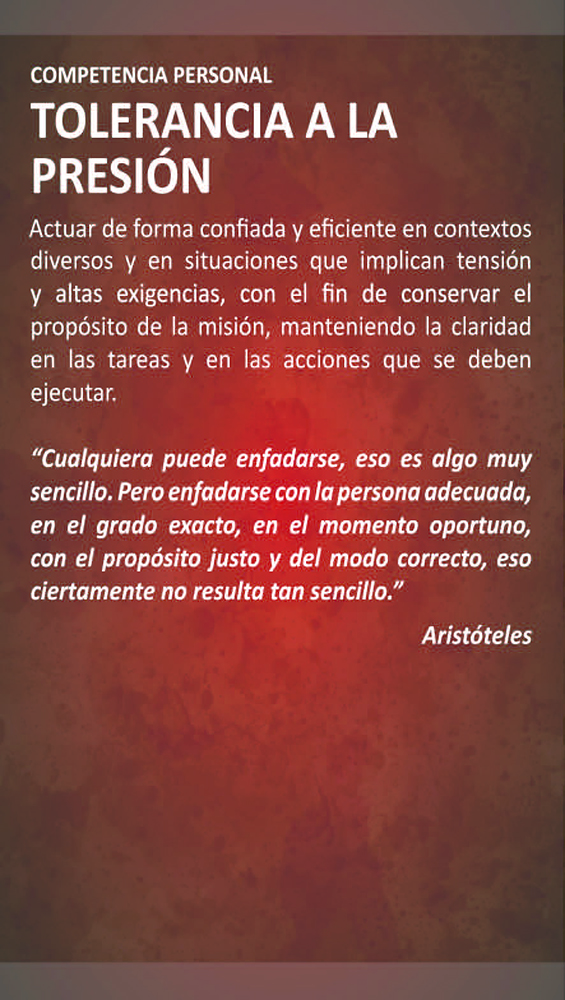 COMPETENCIA PERSONAL
TOLERANCIA A LA
PRESIÓN
Actuar de forma confiada y eficiente en contextos
diversos y en situaciones que implican tensión
y altas exigencias, con el fin de conservar el
propósito de la misión, manteniendo la claridad
en las tareas y en las acciones que se deben
ejecutar.
“Cualquiera puede enfadarse, eso es algo muy
sencillo. Pero enfadarse con la persona adecuada,
en el grado exacto, en el momento oportuno,
con el propósito justo y del modo correcto, eso
ciertamente no resulta tan sencillo.”
Aristóteles